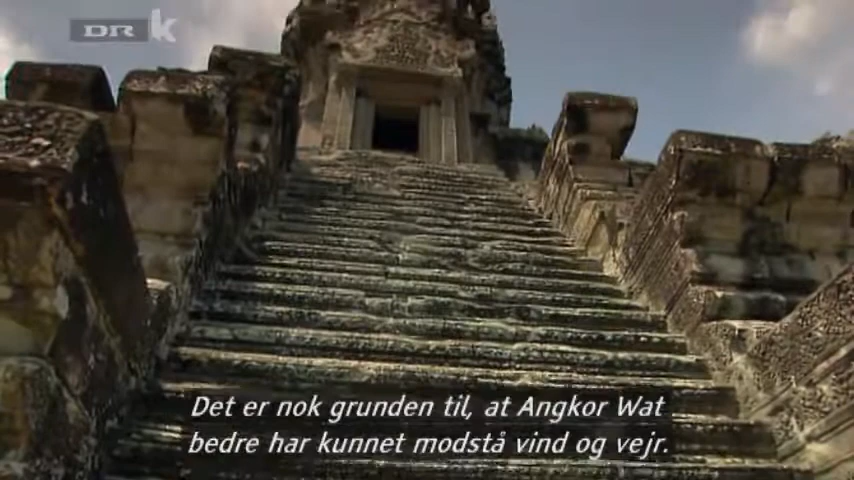 DR k
Det er nok grunden til, at Angkor Wat
bedre har kunnet modstå vind og vejr.